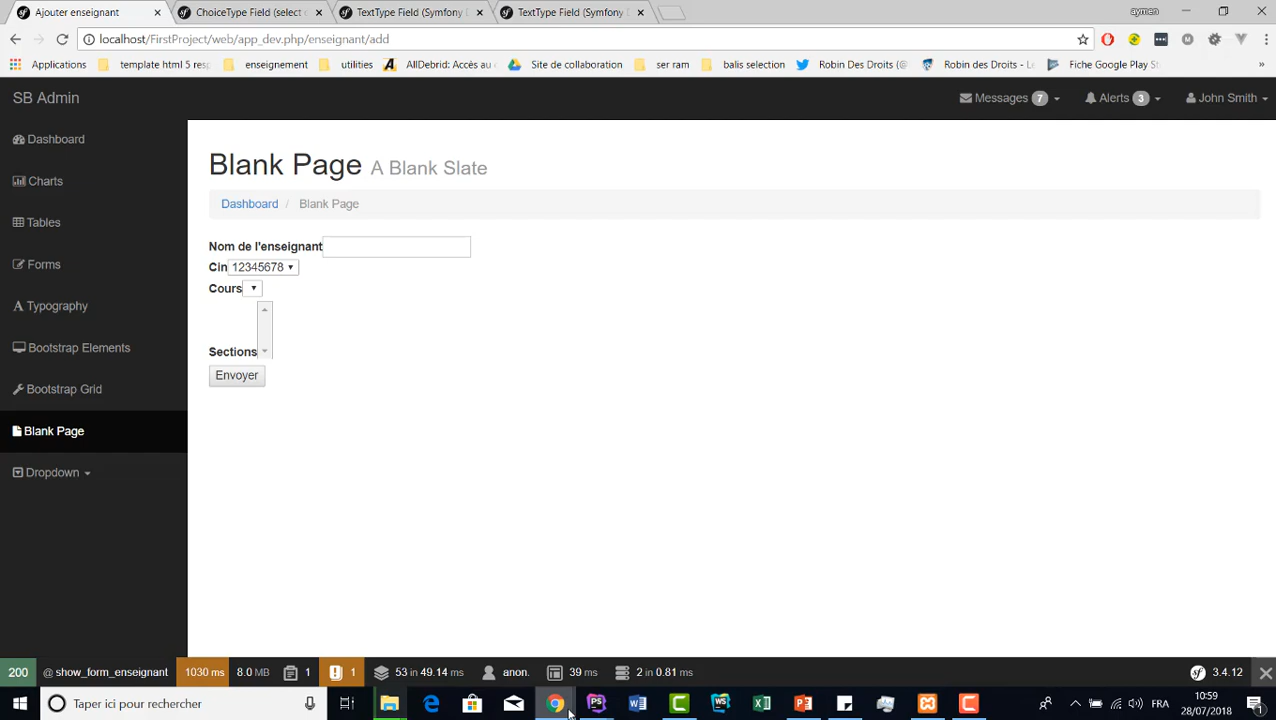 Ajouter enseignant
ChoiceType Field (select
TextType Field (Symfony D
TextType Field (Symfony
aymen
localhost/FirstProject/web/app_dev.php/enseignant/add
Applications
template html 5 resp
enseignement
utilities
AllDebrid: Accès au c
Site de collaboration
ser ram
balis selection
Robin Des Droits (@
Robin des Droits - Le
Fiche Google Play St
»
SB Admin
Messages 7
Alerts 3
John Smith
Dashboard
Charts
Tables
Forms
Typography
Bootstrap Elements
Bootstrap Grid
Blank Page
Dropdown
Blank Page A Blank Slate
Dashboard / Blank Page
Nom de l'enseignant
Cin 12345678
Cours
Sections
Envoyer
200 @ show_form_enseignant 1030 ms 8.0 MB 1 1 53 in 49.14 ms anon. 39 ms 2 in 0.81 ms sf 3.4.12
Taper ici pour rechercher
FRA
10:59
28/07/2018